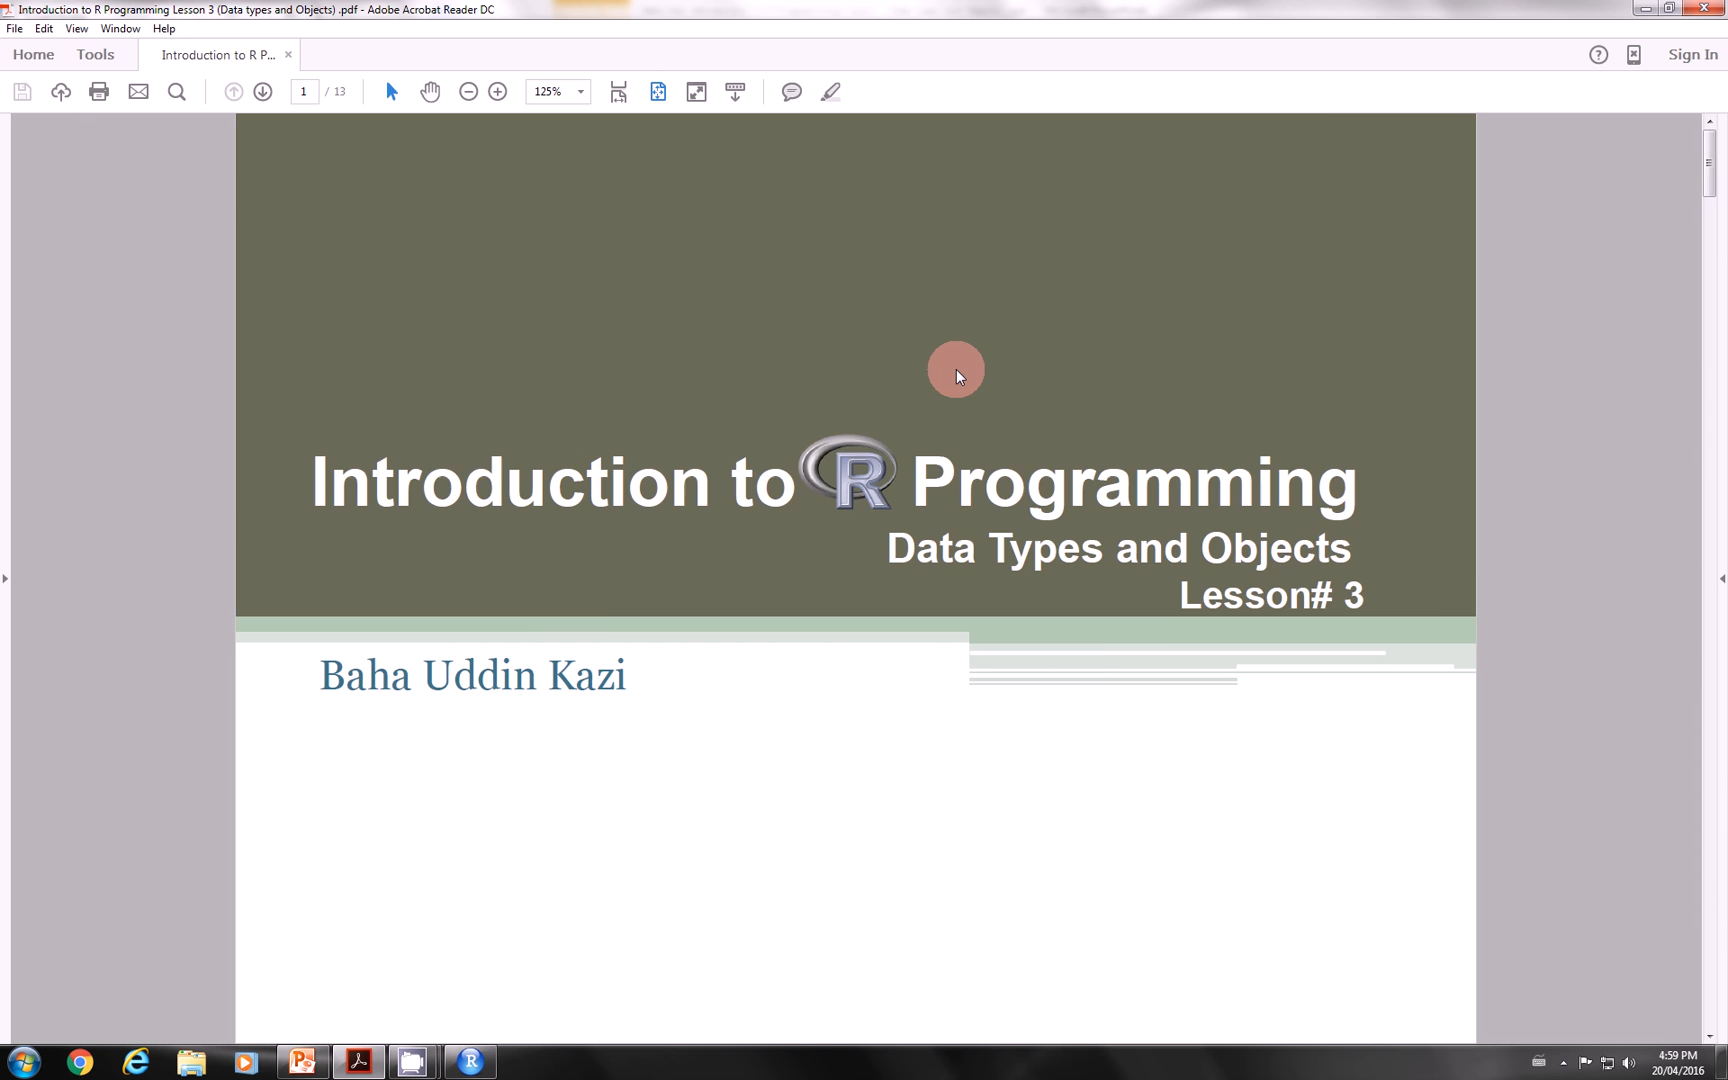 Introduction to R Programming Lesson 3 (Data types and Objects) .pdf - Adobe Acrobat Reader DC
File Edit View Window Help
Home Tools Introduction to R P... × Sign In
1 / 13 125%
Introduction to R Programming
Data Types and Objects
Lesson# 3
Baha Uddin Kazi
4:59 PM
20/04/2016